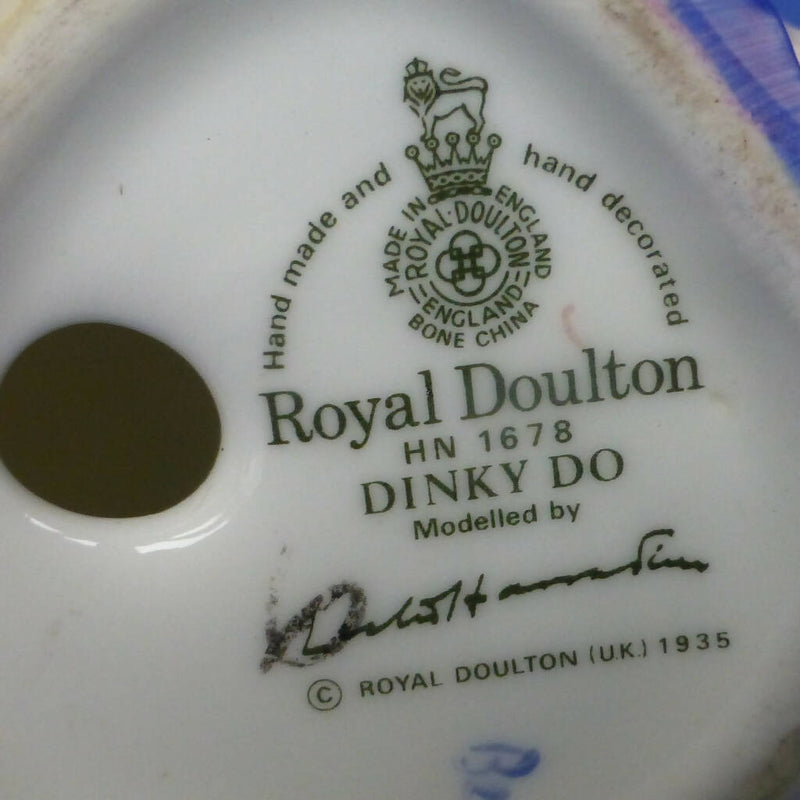 Hand made and hand decorated
MADE IN ENGLAND
ROYAL·DOULTON
ENGLAND
BONE CHINA
Royal Doulton
HN 1678
DINKY DO
Modelled by
© ROYAL DOULTON (U.K.) 1935